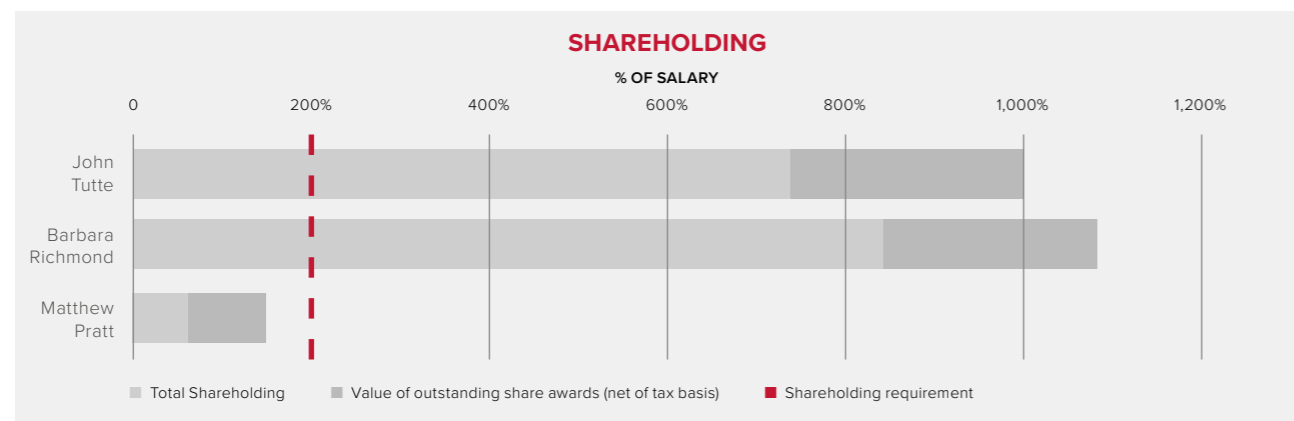 SHAREHOLDING
% OF SALARY
0 200% 400% 600% 800% 1,000% 1,200%
John
Tutte
Barbara
Richmond
Matthew
Pratt
Total Shareholding Value of outstanding share awards (net of tax basis) Shareholding requirement